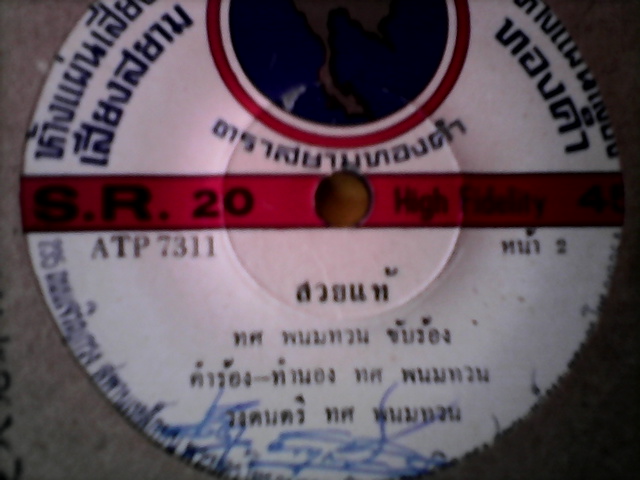 ห้างแผ่นเสียง
เสียงสยาม
ทองคำ
ตราสยามทองคำ
S.R. 20 High Fidelity 45
ATP 7311 หน้า 2
สวยแท้
ทศ พนมทวน ขับร้อง
คำร้อง-ทำนอง ทศ พนมทวน
วงดนตรี ทศ พนมทวน